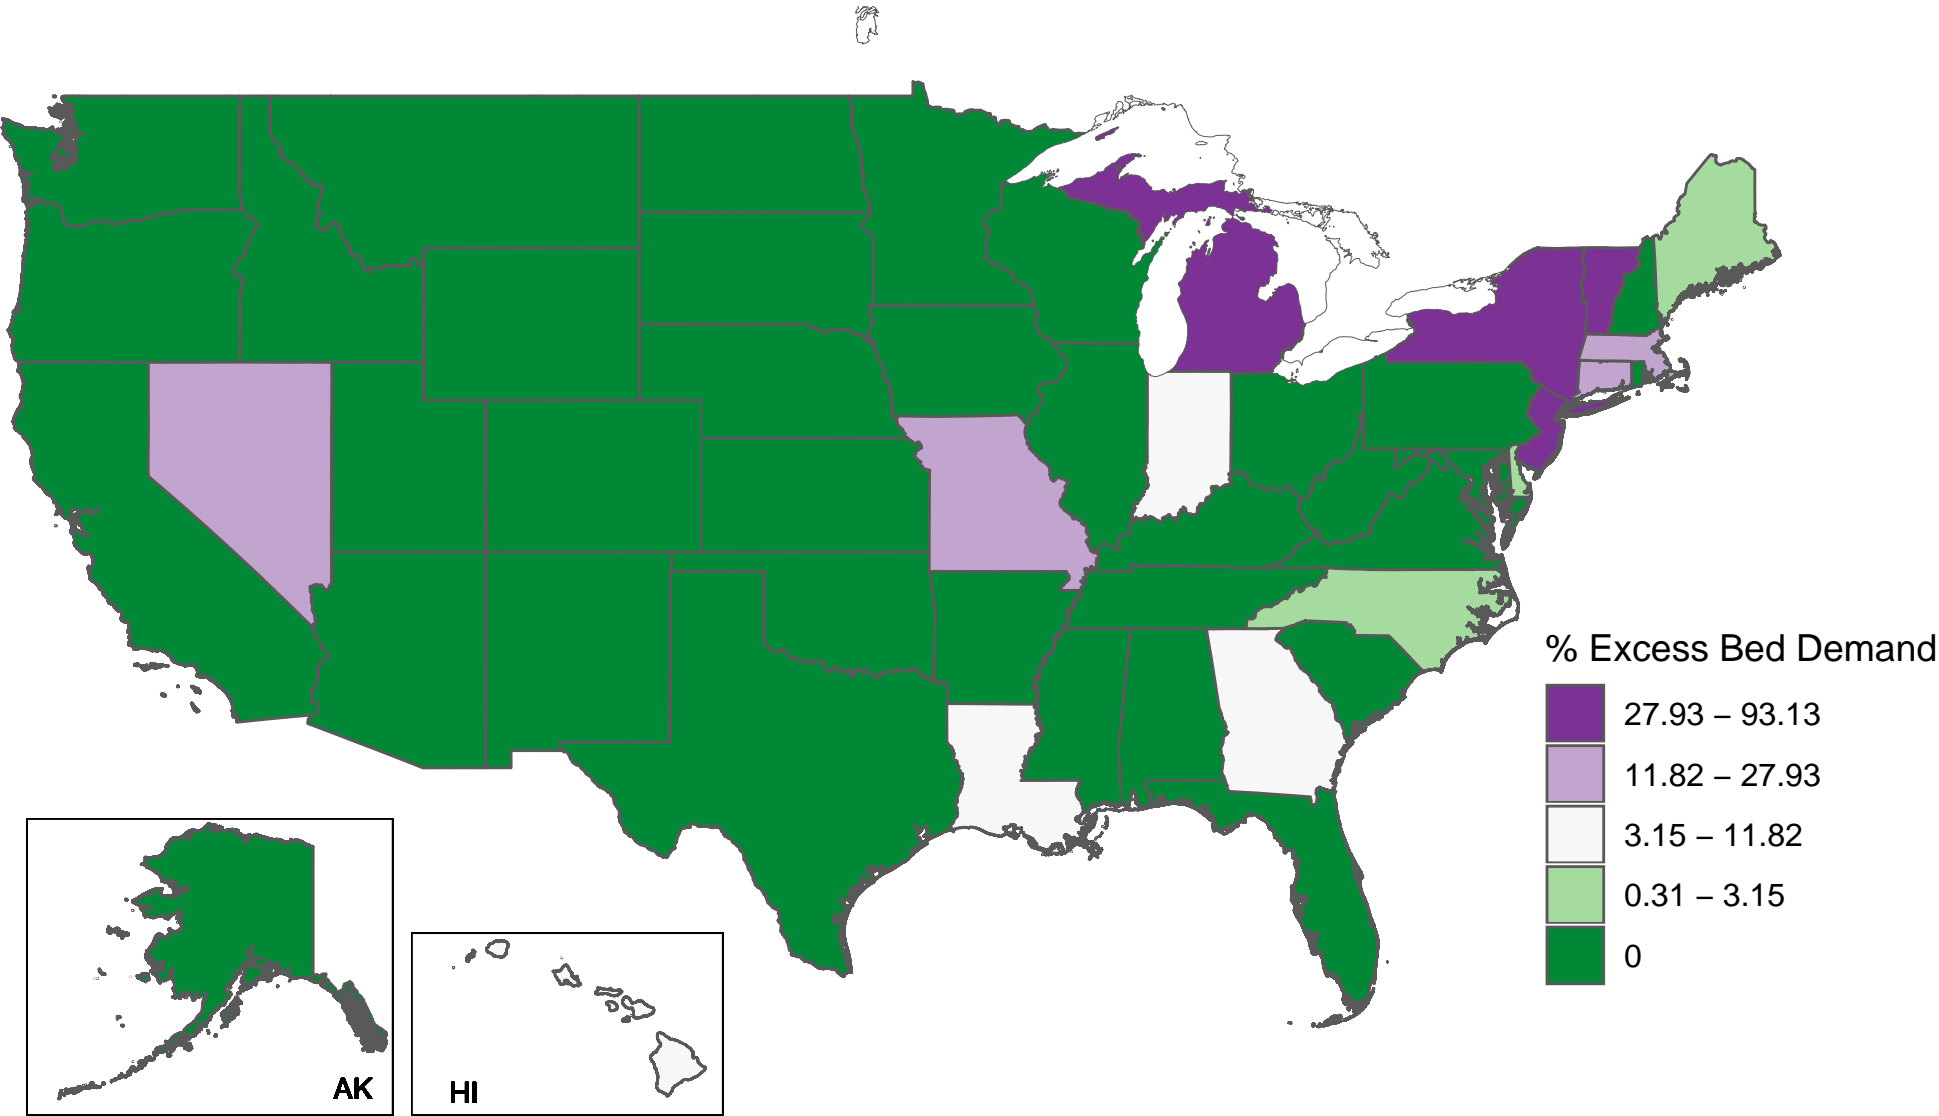 % Excess Bed Demand
27.93 – 93.13
11.82 – 27.93
3.15 – 11.82
0.31 – 3.15
0
AK
HI